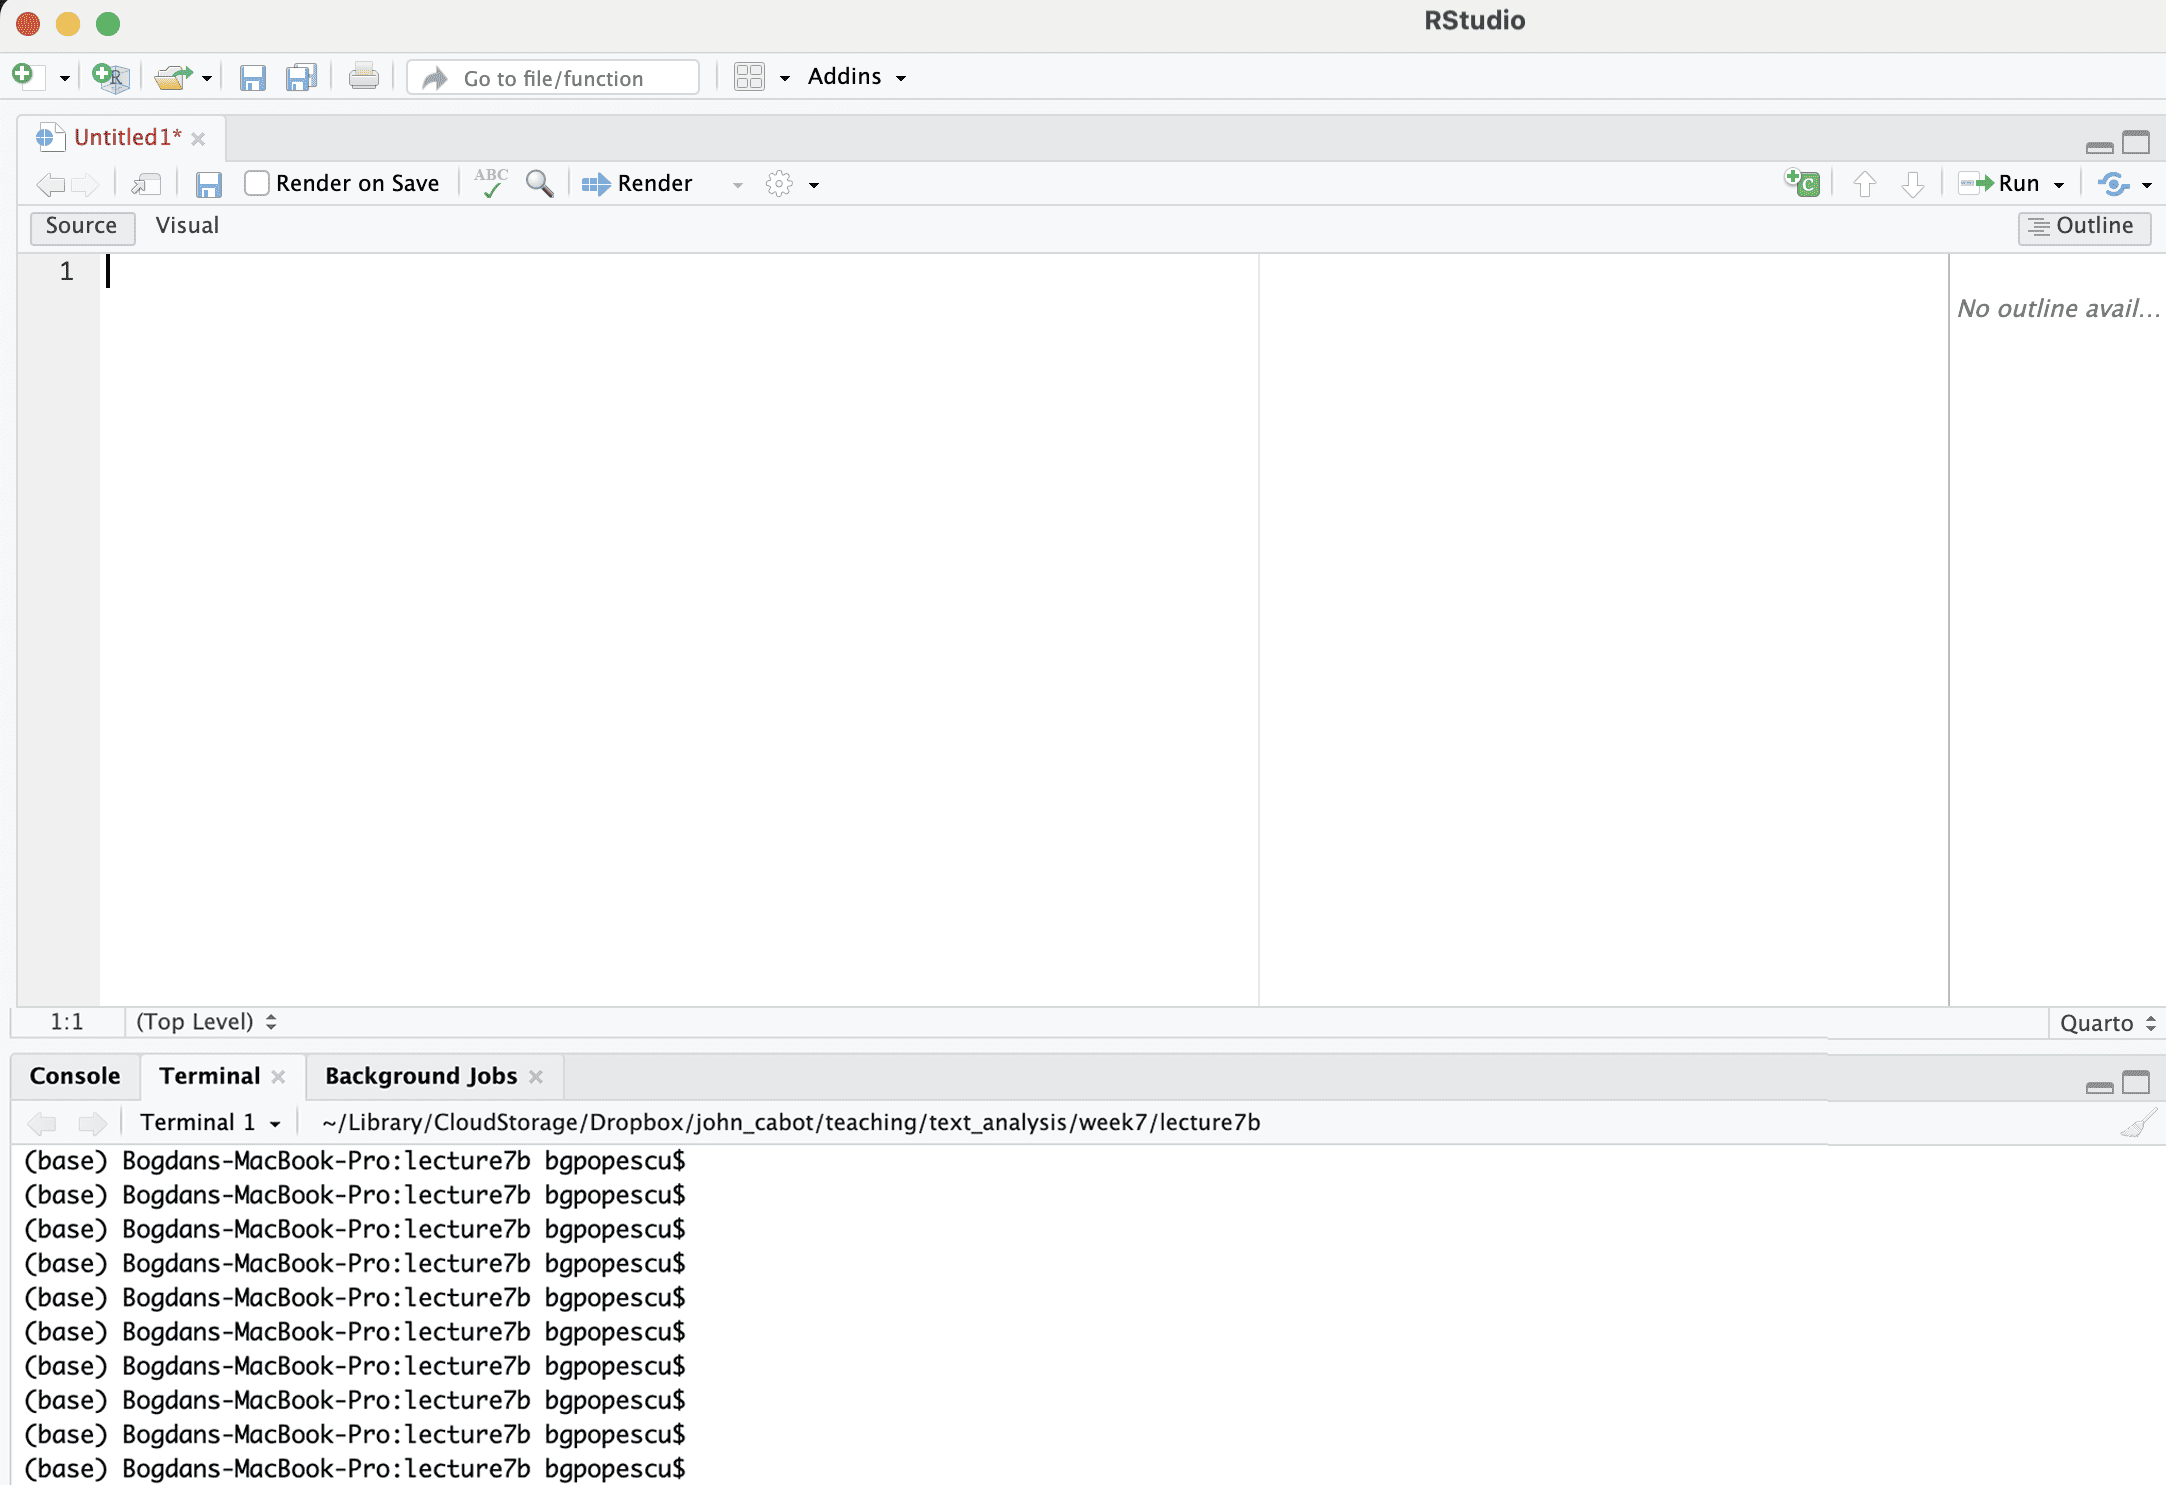 RStudio
Go to file/function Addins
Untitled1*
Render on Save ABC Render Run
Source Visual Outline
1
No outline avail...
1:1 (Top Level) Quarto
Console Terminal Background Jobs
Terminal 1 ~/Library/CloudStorage/Dropbox/john_cabot/teaching/text_analysis/week7/lecture7b
(base) Bogdans-MacBook-Pro:lecture7b bgpopescu$
(base) Bogdans-MacBook-Pro:lecture7b bgpopescu$
(base) Bogdans-MacBook-Pro:lecture7b bgpopescu$
(base) Bogdans-MacBook-Pro:lecture7b bgpopescu$
(base) Bogdans-MacBook-Pro:lecture7b bgpopescu$
(base) Bogdans-MacBook-Pro:lecture7b bgpopescu$
(base) Bogdans-MacBook-Pro:lecture7b bgpopescu$
(base) Bogdans-MacBook-Pro:lecture7b bgpopescu$
(base) Bogdans-MacBook-Pro:lecture7b bgpopescu$
(base) Bogdans-MacBook-Pro:lecture7b bgpopescu$